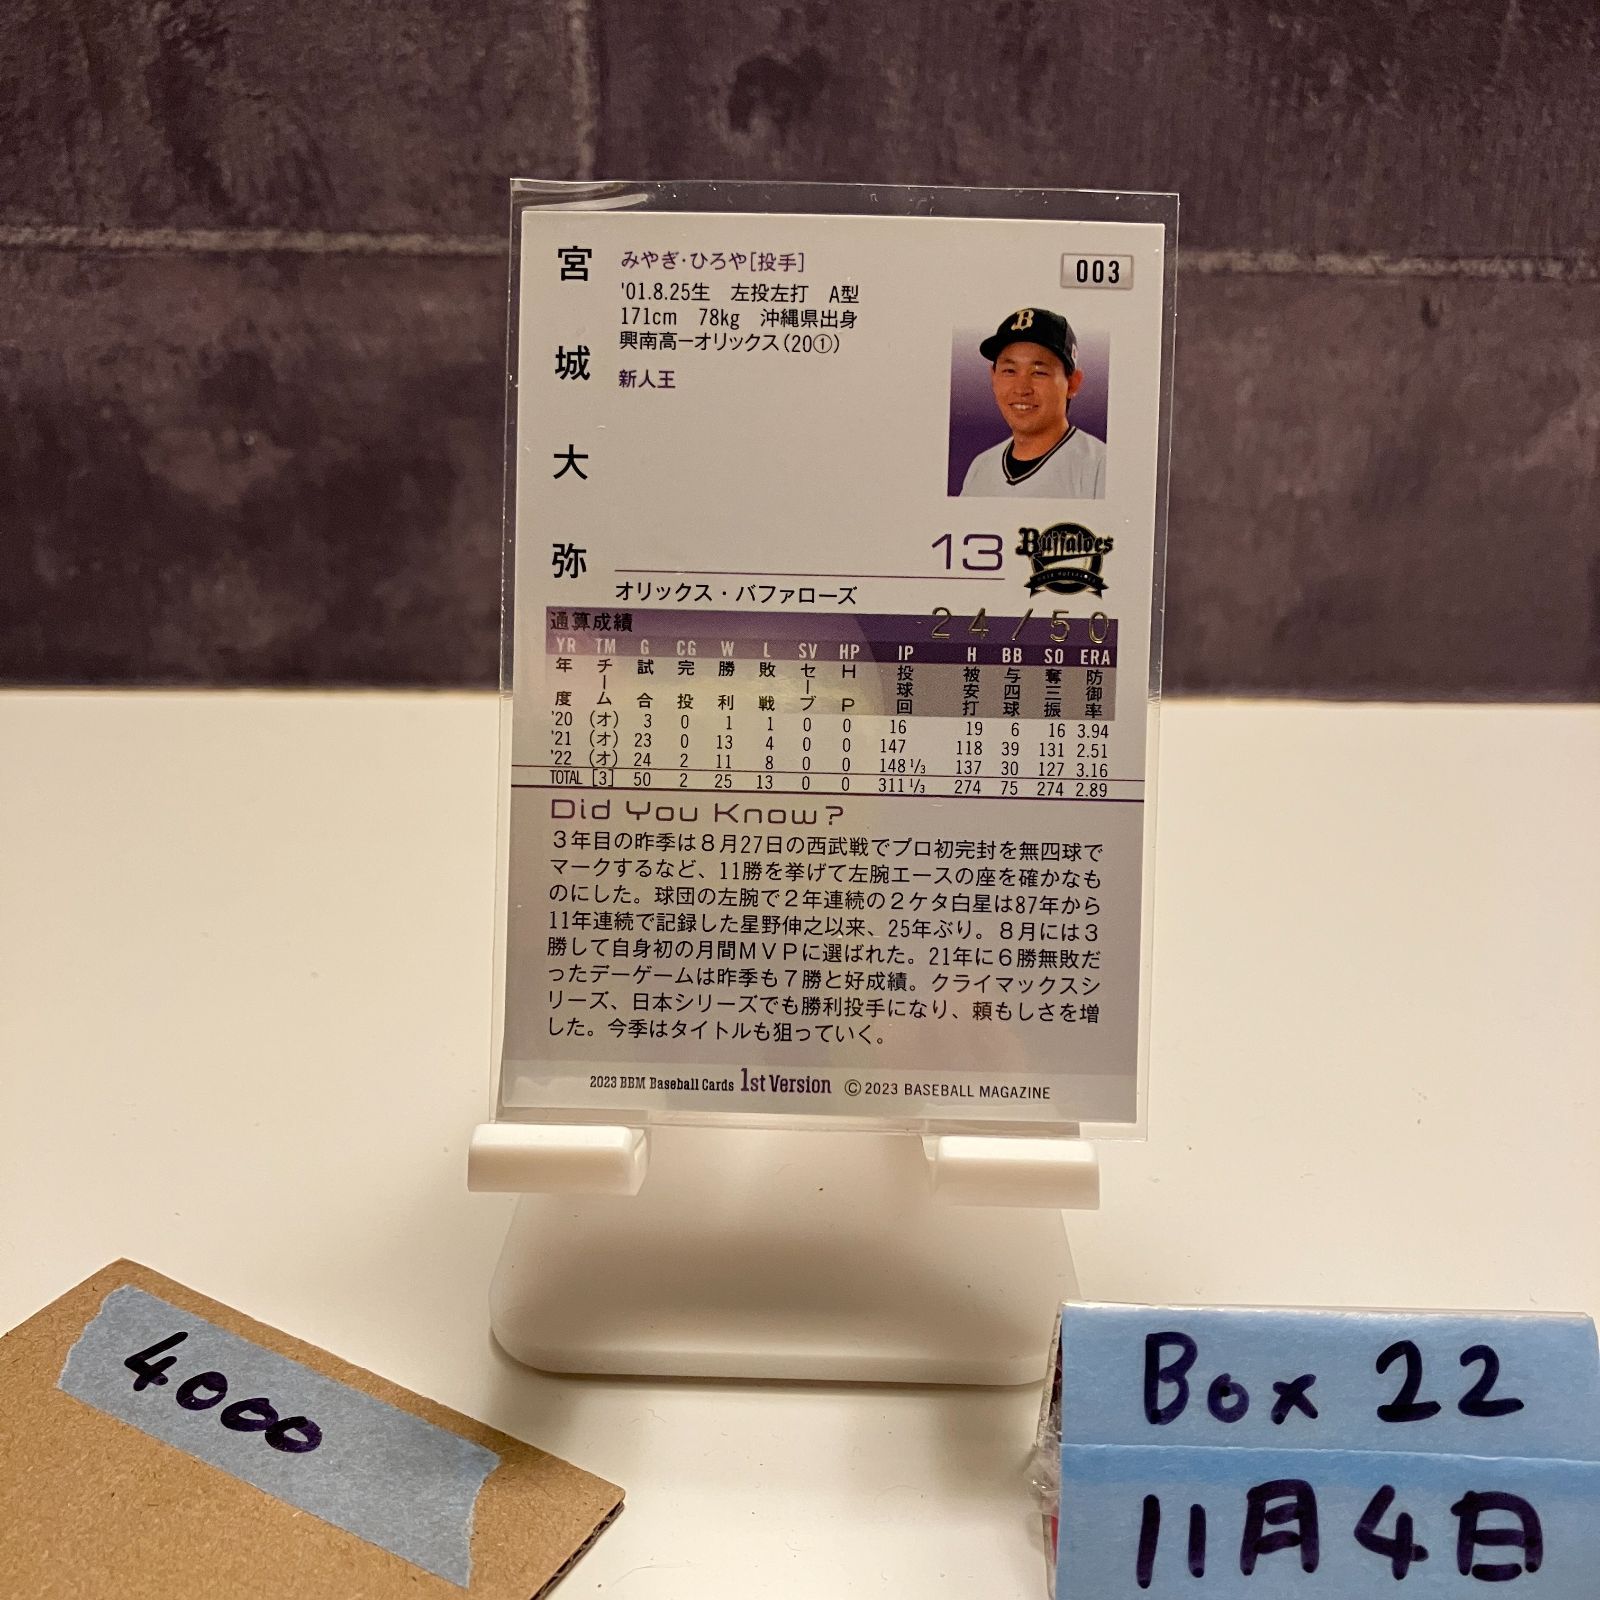 宮城大弥
みやぎ・ひろや[投手]
003
'01.8.25生 左投左打 A型
171cm 78kg 沖縄県出身
興南高ーオリックス(20①)
新人王
B
13 Buffaloes
オリックス・バファローズ
通算成績 24/50
YR TM G CG W L SV HP IP H BB SO ERA
年度 チーム 試合 完投 勝利 敗戦 セーブ HP 投球回 被安打 与四球 奪三振 防御率
'20 (オ) 3 0 1 1 0 0 16 19 6 16 3.94
'21 (オ) 23 0 13 4 0 0 147 118 39 131 2.51
'22 (オ) 24 2 11 8 0 0 148 1/3 137 30 127 3.16
TOTAL [3] 50 2 25 13 0 0 311 1/3 274 75 274 2.89
Did You Know?
3年目の昨季は8月27日の西武戦でプロ初完封を無四球で
マークするなど、11勝を挙げて左腕エースの座を確かなも
のにした。球団の左腕で2年連続の2ケタ白星は87年から
11年連続で記録した星野伸之以来、25年ぶり。8月には3
勝して自身初の月間MVPに選ばれた。21年に6勝無敗だ
ったデーゲームは昨季も7勝と好成績。クライマックスシ
リーズ、日本シリーズでも勝利投手になり、頼もしさを増
した。今季はタイトルも狙っていく。
2023 BBM Baseball Cards 1st Version ©2023 BASEBALL MAGAZINE
4000
Box 22
11月4日